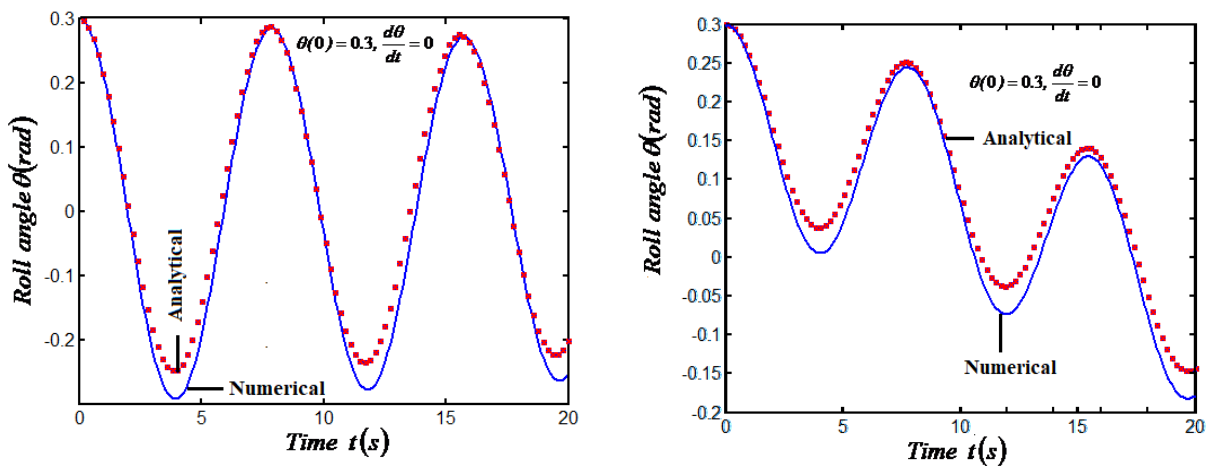 0.3
0.2
0.1
0
-0.1
-0.2
Roll angle θ(rad)
θ(0) = 0.3, dθ/dt = 0
Analytical
Numerical
0 5 10 15 20
Time t(s)
0.3
0.25
0.2
0.15
0.1
0.05
0
-0.05
-0.1
-0.15
-0.2
Roll angle θ(rad)
θ(0) = 0.3, dθ/dt = 0
Analytical
Numerical
0 5 10 15 20
Time t(s)